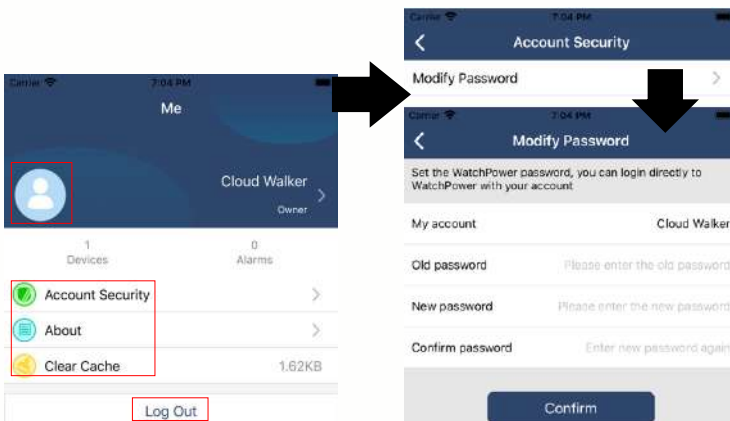 Carrier 7:04 PM
Me
Cloud Walker
Owner
1
Devices
0
Alarms
Account Security
About
Clear Cache 1.62KB
Log Out
Carrier 7:04 PM
Account Security
Modify Password
Carrier 7:04 PM
Modify Password
Set the WatchPower password, you can login directly to
WatchPower with your account
My account Cloud Walker
Old password Please enter the old password
New password Please enter the new password
Confirm password Enter new password again
Confirm